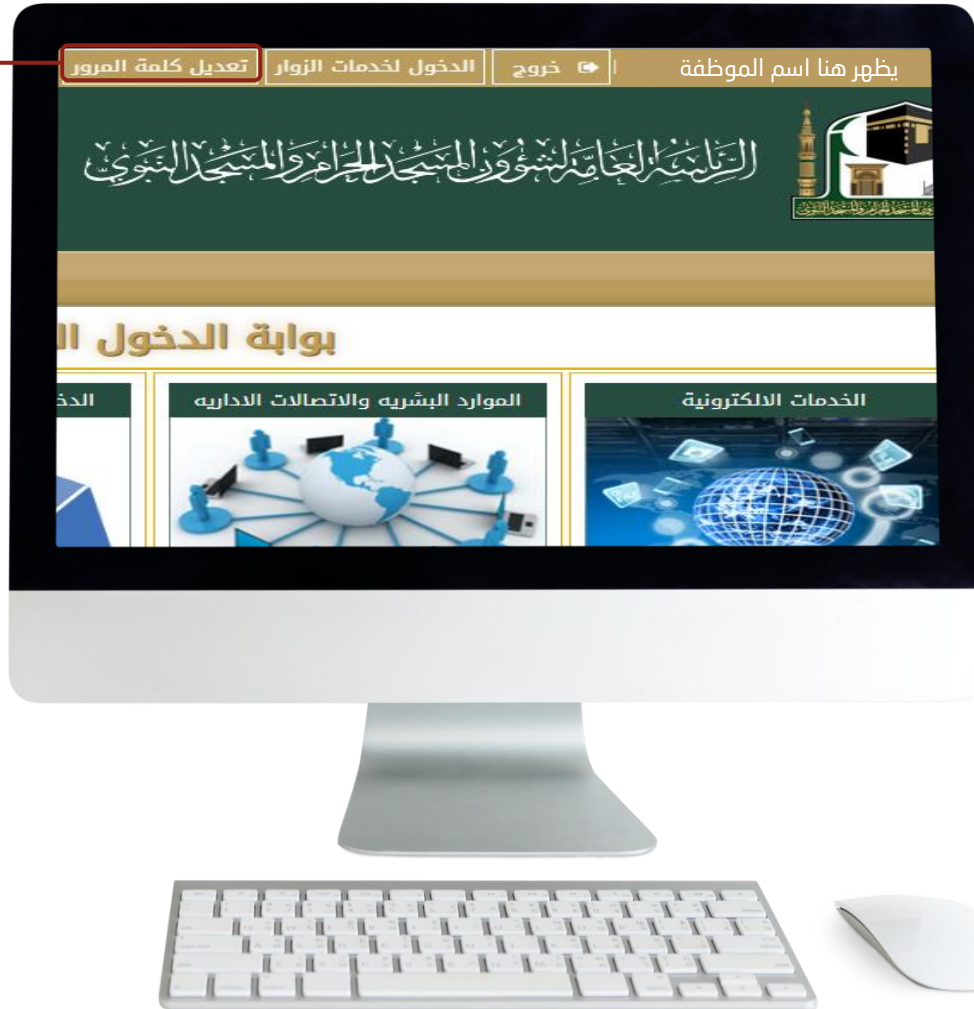 يظهر هنا اسم الموظفة | خروج الدخول لخدمات الزوار تعديل كلمة المرور
الرئاسة العامة لشؤون المسجد الحرام والمسجد النبوي
بوابة الدخول ال
الخدمات الالكترونية
الموارد البشريه والاتصالات الاداريه
الدخ